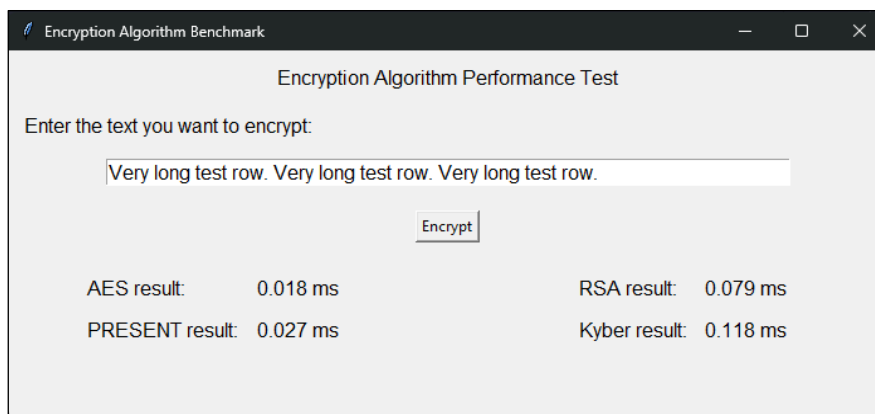 Encryption Algorithm Benchmark
Encryption Algorithm Performance Test
Enter the text you want to encrypt:
Very long test row. Very long test row. Very long test row.
Encrypt
AES result: 0.018 ms RSA result: 0.079 ms
PRESENT result: 0.027 ms Kyber result: 0.118 ms